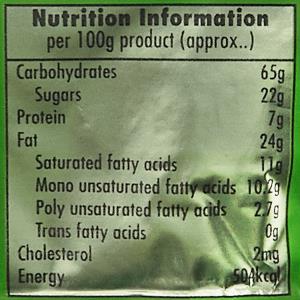 Nutrition Information
per 100g product (approx..)
Carbohydrates 65g
Sugars 22g
Protein 7g
Fat 24g
Saturated fatty acids 11g
Mono unsaturated fatty acids 10.2g
Poly unsaturated fatty acids 2.7g
Trans fatty acids 0g
Cholesterol 2mg
Energy 504kcal